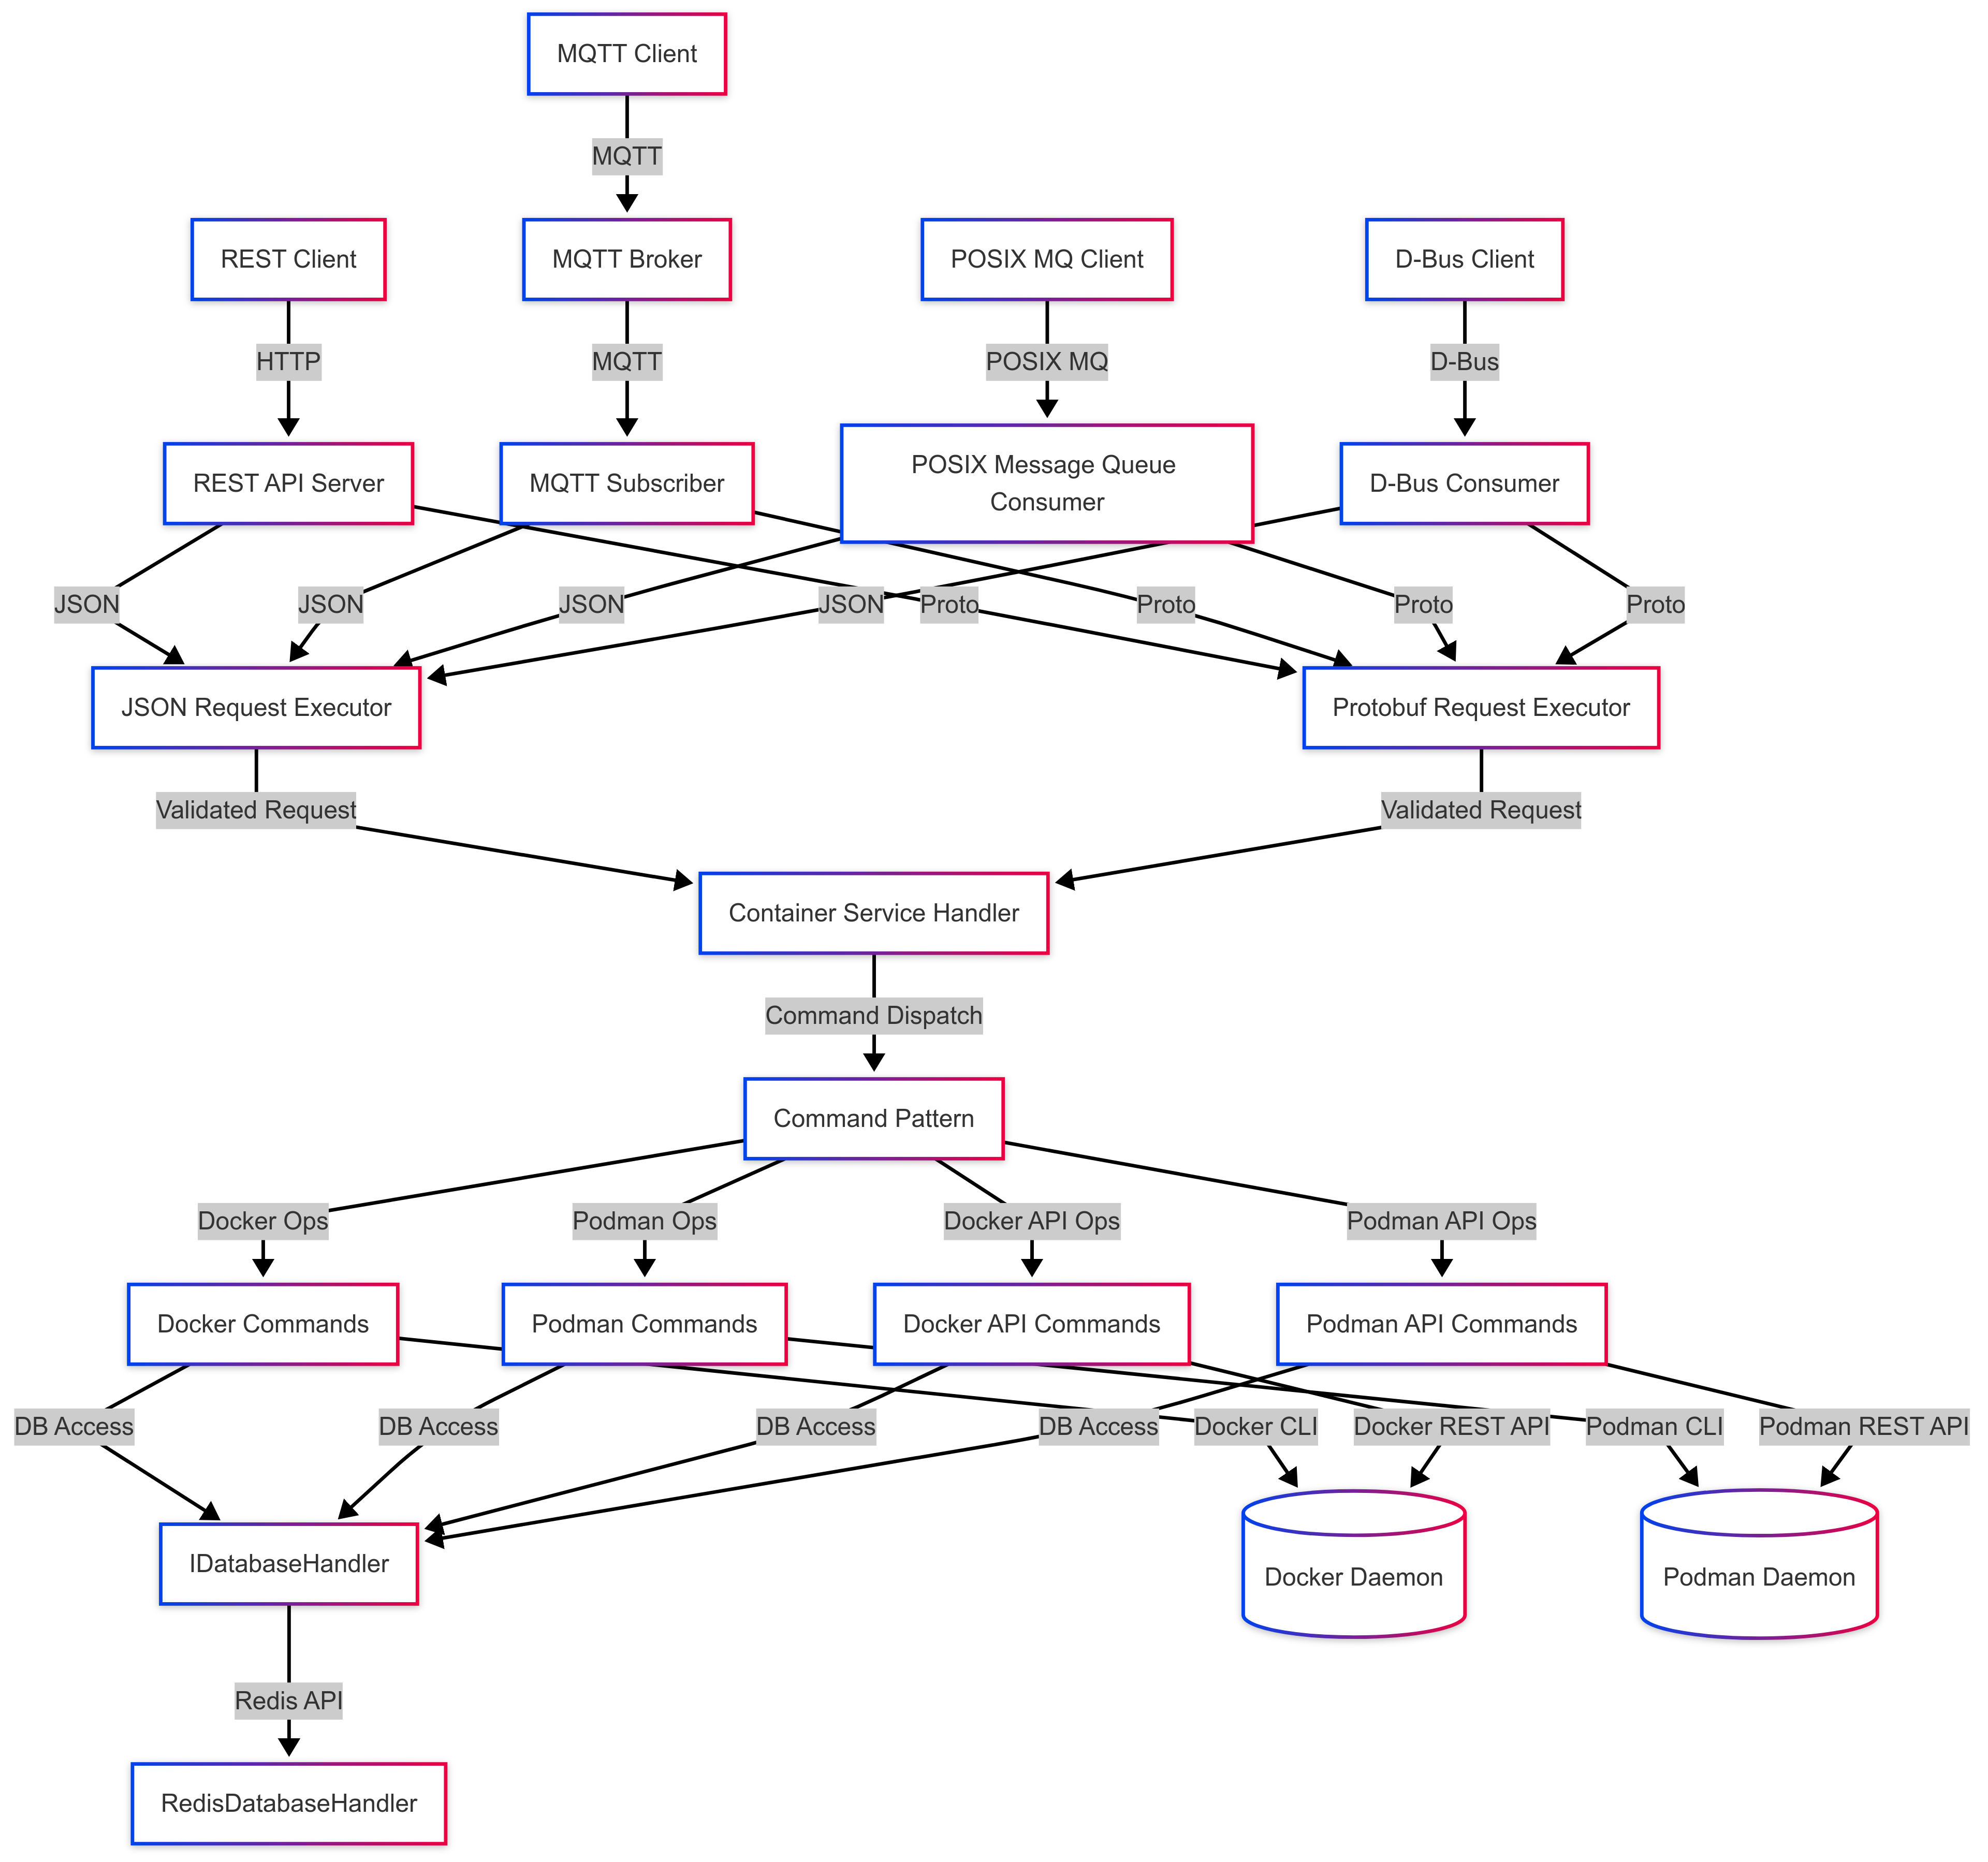 MQTT Client
MQTT
REST Client
MQTT Broker
POSIX MQ Client
D-Bus Client
HTTP
MQTT
POSIX MQ
D-Bus
REST API Server
MQTT Subscriber
POSIX Message Queue
Consumer
D-Bus Consumer
JSON
JSON
JSON
JSON
Proto
Proto
Proto
Proto
JSON Request Executor
Protobuf Request Executor
Validated Request
Validated Request
Container Service Handler
Command Dispatch
Command Pattern
Docker Ops
Podman Ops
Docker API Ops
Podman API Ops
Docker Commands
Podman Commands
Docker API Commands
Podman API Commands
DB Access
DB Access
DB Access
DB Access
Docker CLI
Docker REST API
Podman CLI
Podman REST API
IDatabaseHandler
Docker Daemon
Podman Daemon
Redis API
RedisDatabaseHandler